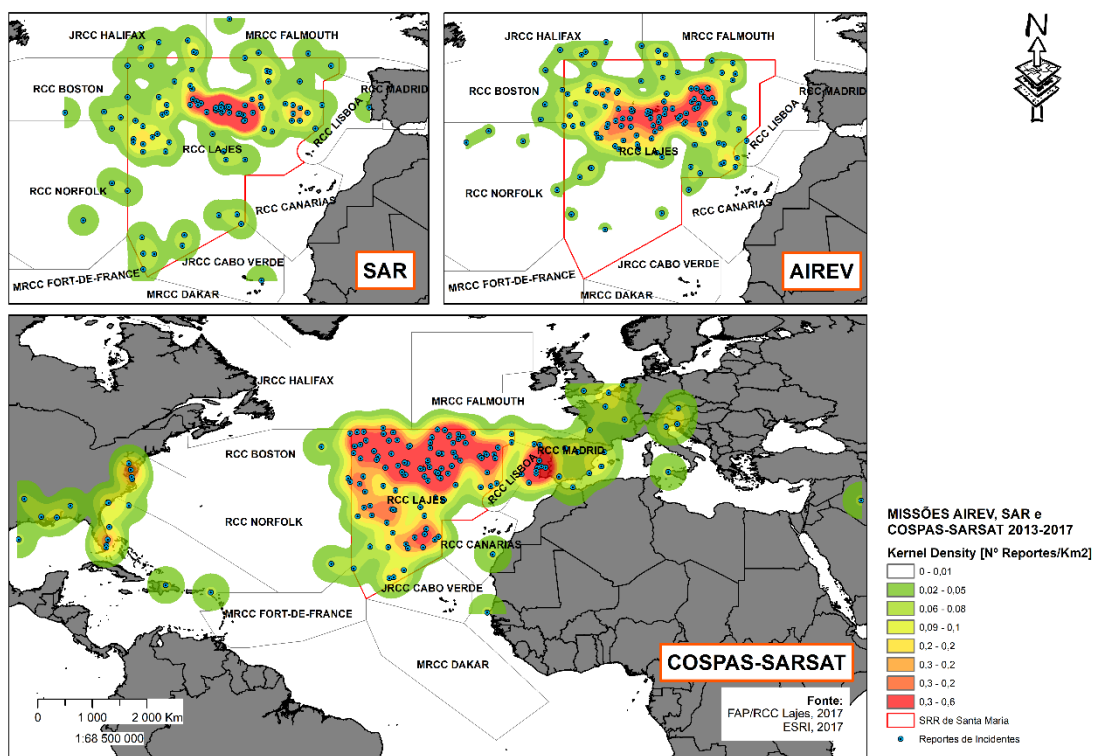 JRCC HALIFAX
MRCC FALMOUTH
RCC BOSTON
RCC MADRID
RCC LISBOA
RCC LAJES
RCC NORFOLK
RCC CANARIAS
JRCC CABO VERDE
MRCC FORT-DE-FRANCE
MRCC DAKAR
SAR
JRCC HALIFAX
MRCC FALMOUTH
RCC BOSTON
RCC MADRID
RCC LISBOA
RCC LAJES
RCC NORFOLK
RCC CANARIAS
JRCC CABO VERDE
MRCC FORT-DE-FRANCE
MRCC DAKAR
AIREV
N
JRCC HALIFAX
MRCC FALMOUTH
RCC BOSTON
RCC MADRID
RCC LISBOA
RCC LAJES
RCC NORFOLK
RCC CANARIAS
JRCC CABO VERDE
MRCC FORT-DE-FRANCE
MRCC DAKAR
COSPAS-SARSAT
Fonte:
FAP/RCC Lajes, 2017
ESRI, 2017
0 1 000 2 000 Km
1:68 500 000
MISSÕES AIREV, SAR e
COSPAS-SARSAT 2013-2017
Kernel Density [Nº Reportes/Km2]
0 - 0,01
0,02 - 0,05
0,06 - 0,08
0,09 - 0,1
0,2 - 0,2
0,3 - 0,2
0,3 - 0,2
0,3 - 0,6
SRR de Santa Maria
Reportes de Incidentes